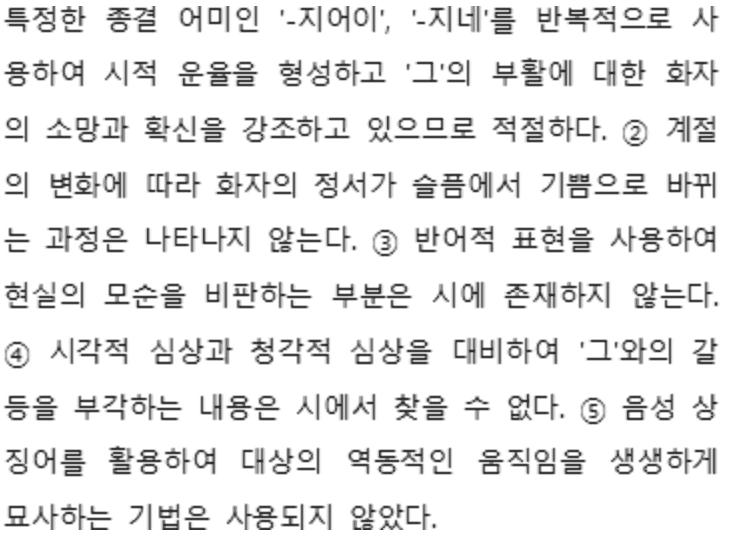 특정한 종결 어미인 '-지어이', '-지네'를 반복적으로 사
용하여 시적 운율을 형성하고 '그'의 부활에 대한 화자
의 소망과 확신을 강조하고 있으므로 적절하다. ② 계절
의 변화에 따라 화자의 정서가 슬픔에서 기쁨으로 바뀌
는 과정은 나타나지 않는다. ③ 반어적 표현을 사용하여
현실의 모순을 비판하는 부분은 시에 존재하지 않는다.
④ 시각적 심상과 청각적 심상을 대비하여 '그'와의 갈
등을 부각하는 내용은 시에서 찾을 수 없다. ⑤ 음성 상
징어를 활용하여 대상의 역동적인 움직임을 생생하게
묘사하는 기법은 사용되지 않았다.